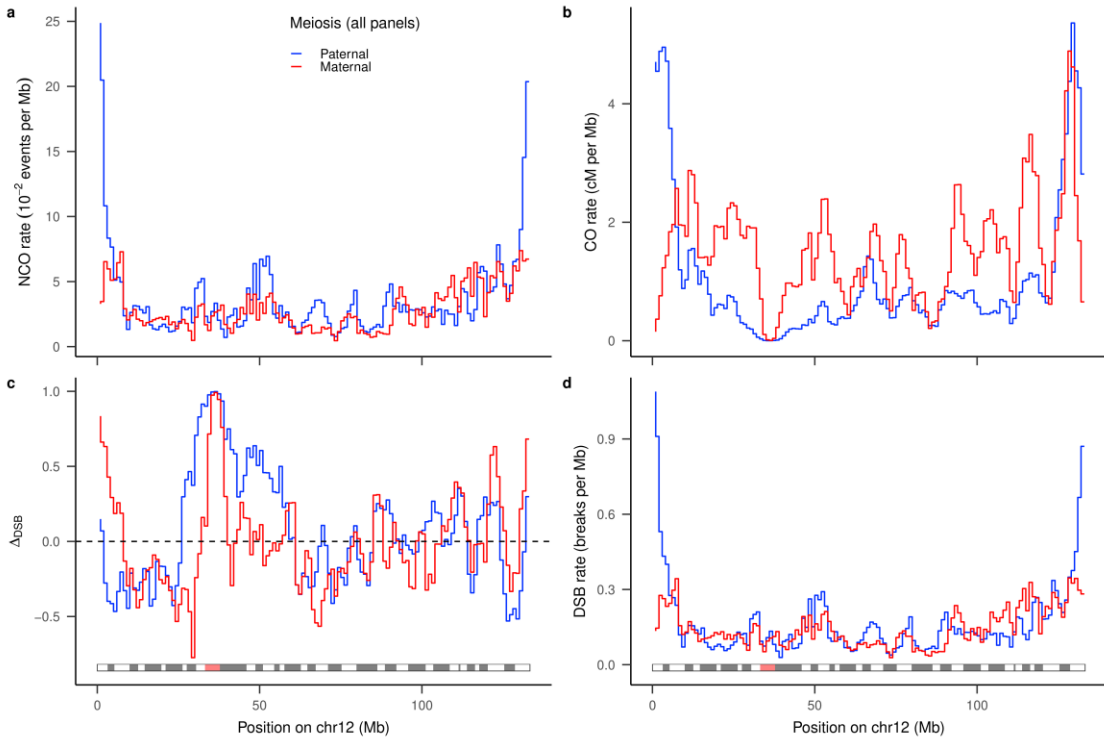 a
Meiosis (all panels)
Paternal
Maternal
NCO rate (10⁻² events per Mb)
25
20
15
10
5
0
b
CO rate (cM per Mb)
4
2
0
c
Δ_DSB
1.0
0.5
0.0
−0.5
0
50
100
Position on chr12 (Mb)
d
DSB rate (breaks per Mb)
0.9
0.6
0.3
0.0
0
50
100
Position on chr12 (Mb)